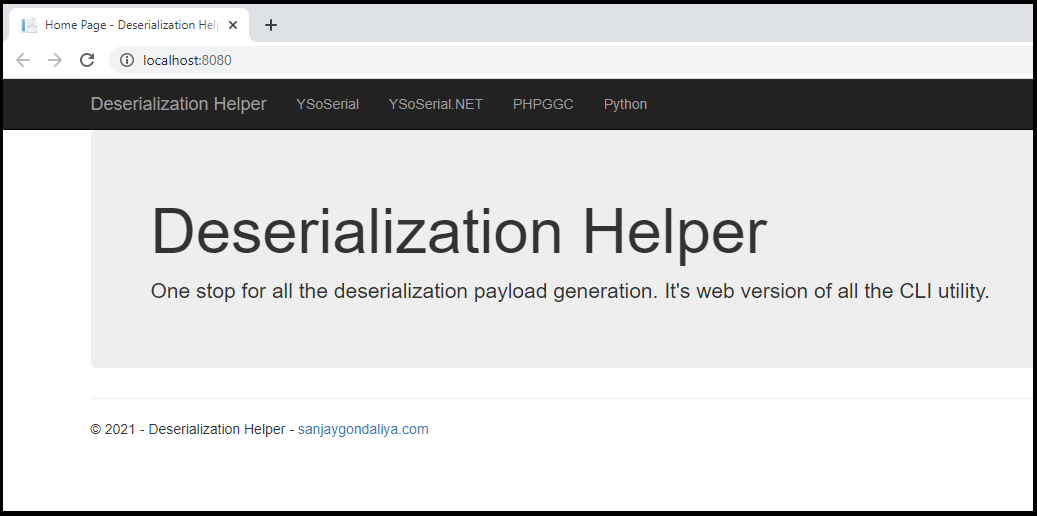 Home Page - Deserialization Hel
localhost:8080
Deserialization Helper YSoSerial YSoSerial.NET PHPGGC Python
Deserialization Helper
One stop for all the deserialization payload generation. It's web version of all the CLI utility.
© 2021 - Deserialization Helper - sanjaygondaliya.com